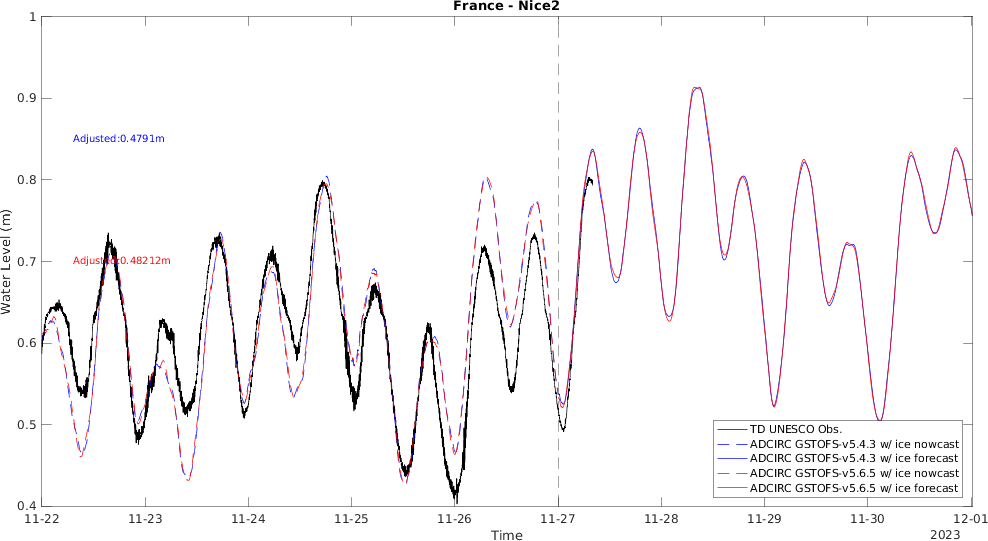 France - Nice2
1
0.9
0.8
0.7
0.6
0.5
0.4
Water Level (m)
Adjusted:0.4791m
Adjusted:0.48212m
TD UNESCO Obs.
ADCIRC GSTOFS-v5.4.3 w/ ice nowcast
ADCIRC GSTOFS-v5.4.3 w/ ice forecast
ADCIRC GSTOFS-v5.6.5 w/ ice nowcast
ADCIRC GSTOFS-v5.6.5 w/ ice forecast
11-22 11-23 11-24 11-25 11-26 11-27 11-28 11-29 11-30 12-01
Time
2023